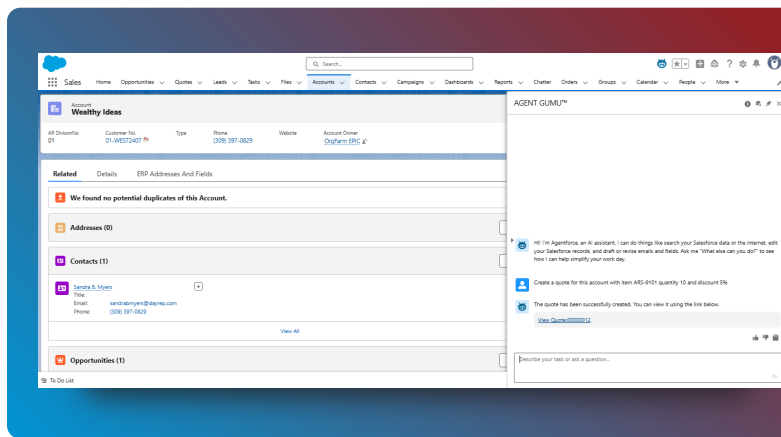 Search...
Sales Home Opportunities Quotes Leads Tasks Files Accounts Contacts Campaigns Dashboards Reports Chatter Orders Groups Calendar People More
Account
Wealthy Ideas
AR DivisonNo Customer No. Type Phone Website Account Owner
01 01-WEST2407 (309) 397-0829 OrgFarm EPIC
Related Details ERP Addresses And Fields
We found no potential duplicates of this Account.
Addresses (0)
Contacts (1)
Sandra B. Myers
Title:
Email: sandrabmyers@dayrep.com
Phone: (309) 397-0829
View All
Opportunities (1)
To Do List
AGENT GUMU™
Hi! I'm Agentforce, an AI assistant. I can do things like search your Salesforce data or the internet, edit
your Salesforce records, and draft or revise emails and fields. Ask me "What else can you do?" to see
how I can help simplify your work day.
Create a quote for this account with item ARS-9101 quantity 10 and discount 5%
The quote has been successfully created. You can view it using the link below.
View Quote:00000012
Describe your task or ask a question...